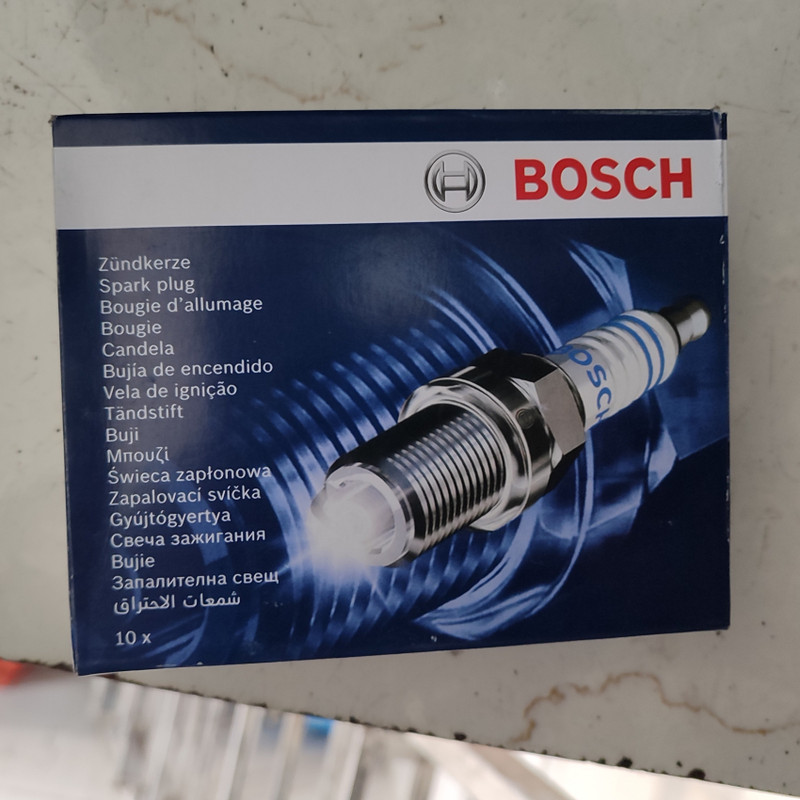 BOSCH
Zündkerze
Spark plug
Bougie d'allumage
Bougie
Candela
Bujía de encendido
Vela de ignição
Tändstift
Buji
Μπουζί
Świeca zapłonowa
Zapalovací svíčka
Gyújtógyertya
Свеча зажигания
Bujie
Запалителна свещ
شمعات الاحتراق
10 x
BOSCH